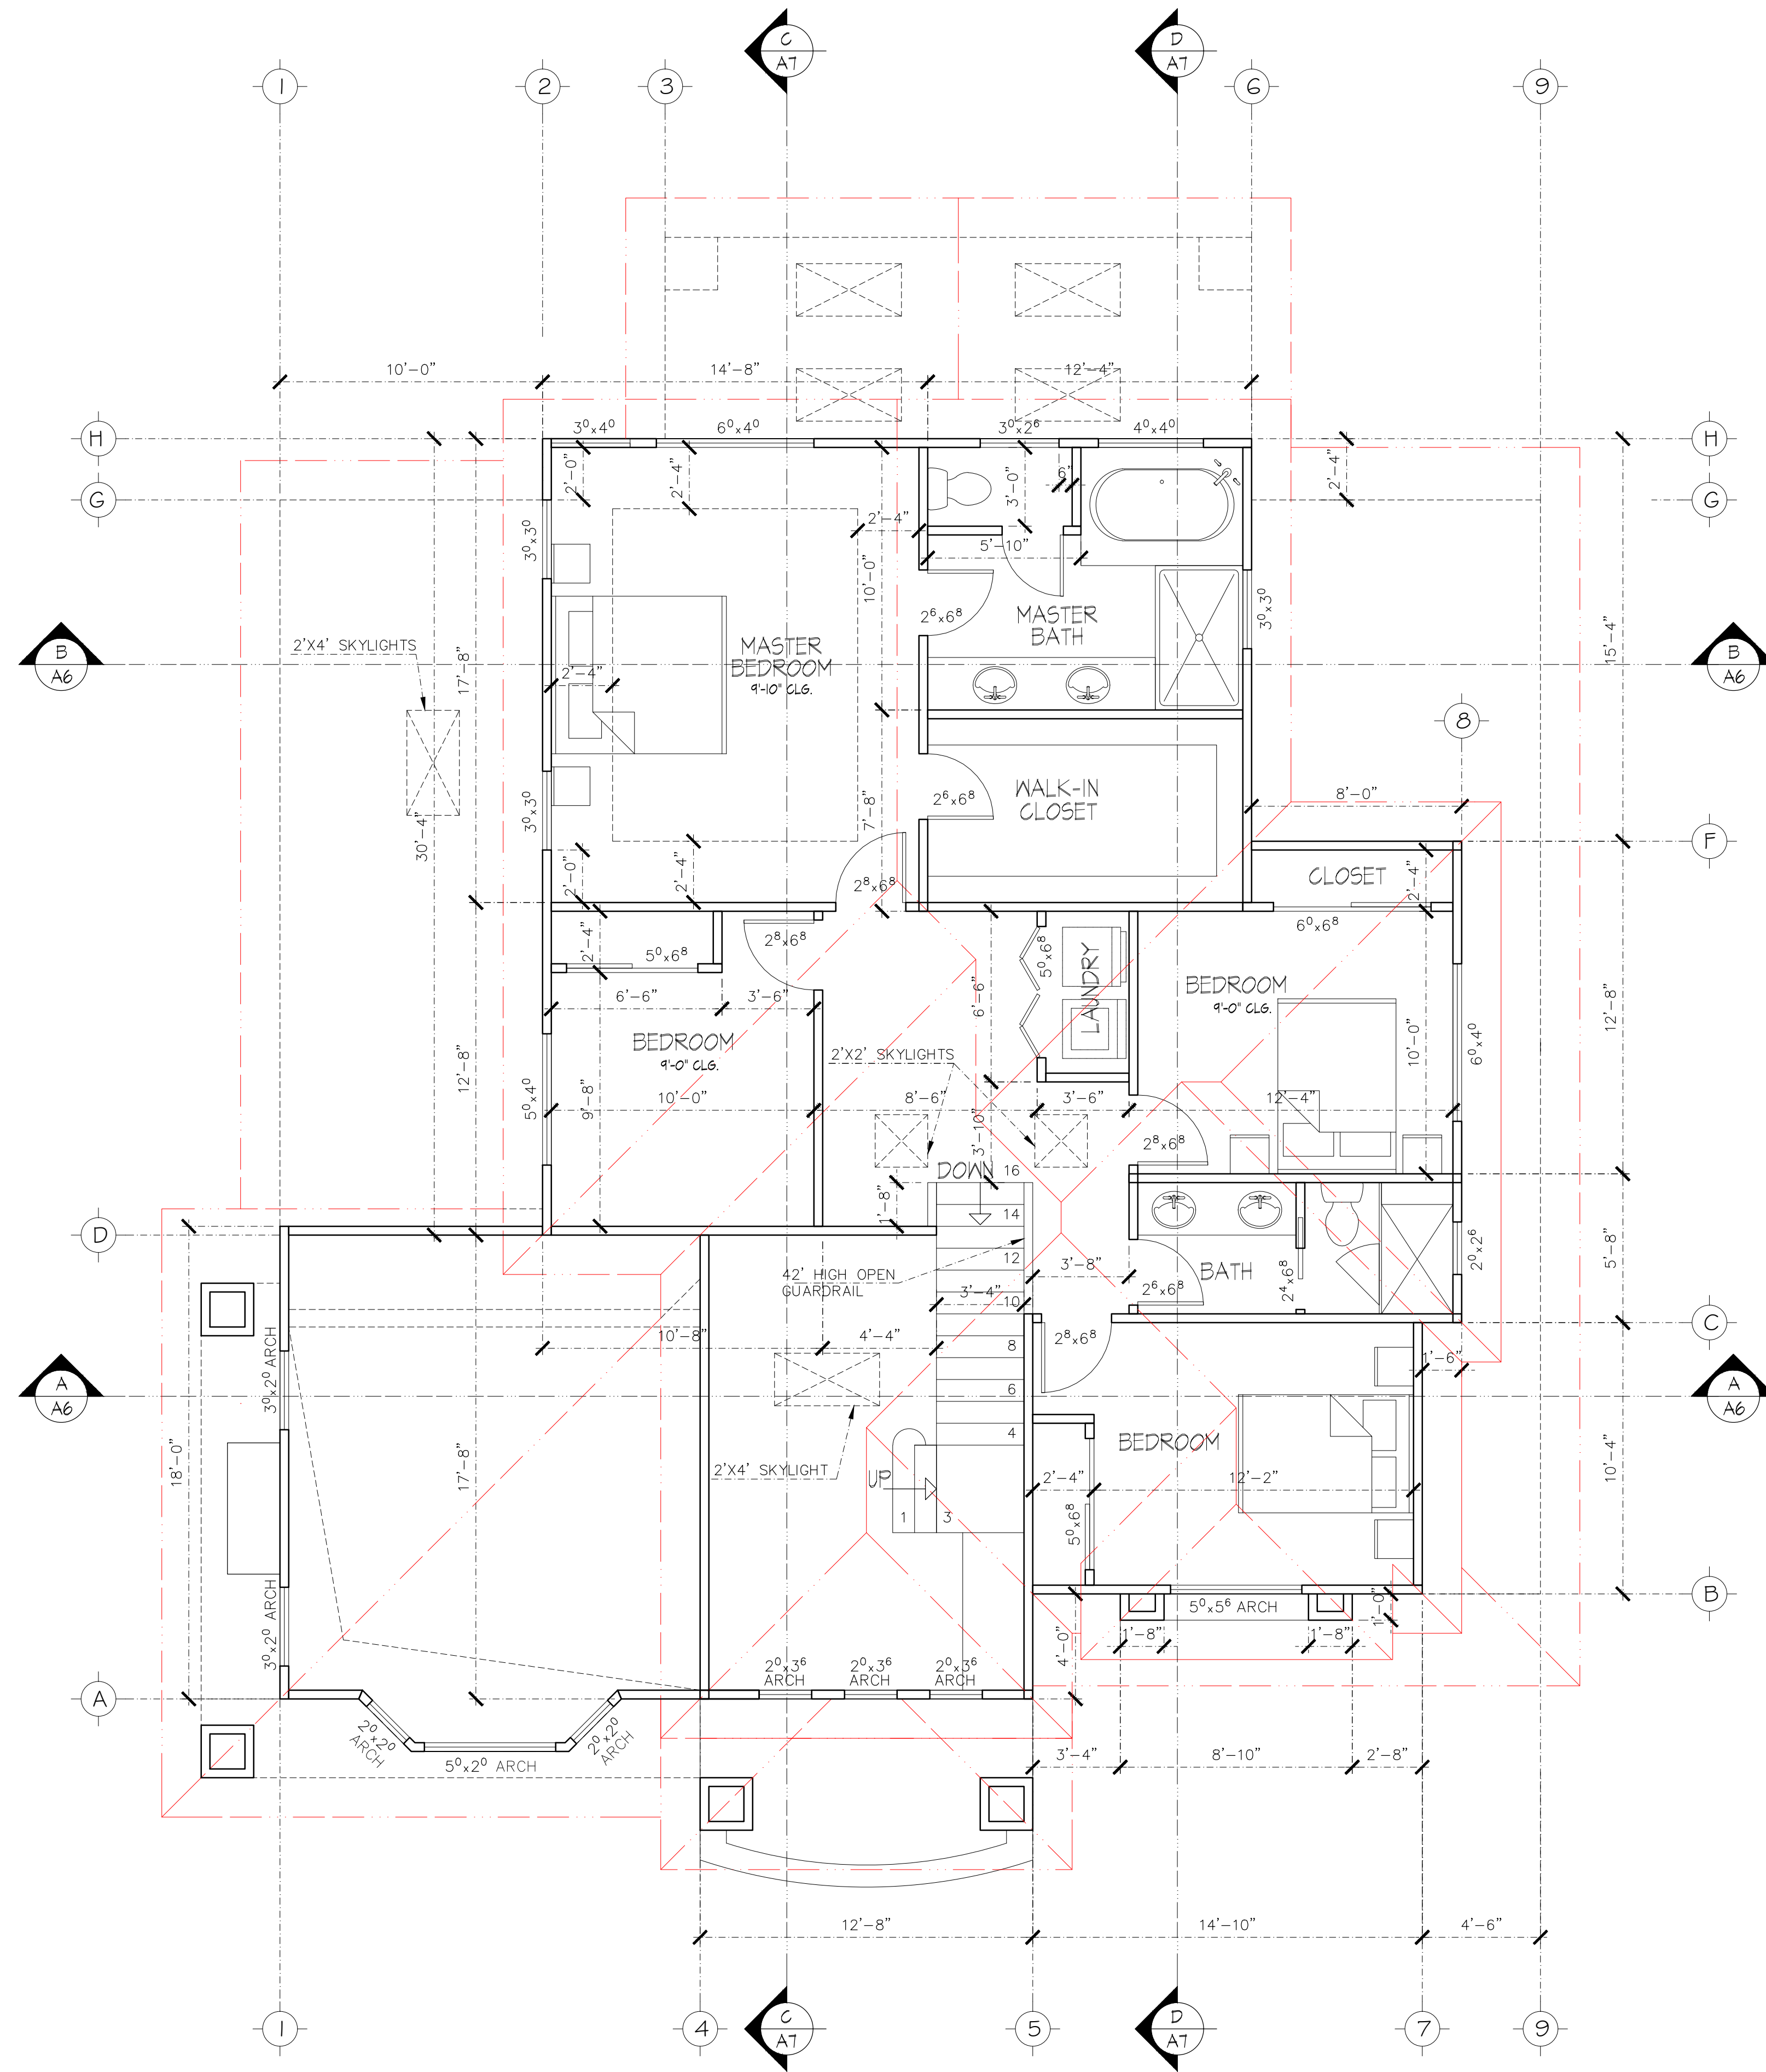 C
A7
D
A7
1
2
3
6
9
10'-0"
14'-8"
12'-4"
H
3⁰x4⁰
6⁰x4⁰
3⁰x2⁶
4⁰x4⁰
H
G
2'-0"
2'-4"
3'-0"
6"
2'-4"
G
2'-4"
5'-10"
3⁰x3⁰
10'-0"
2⁶x6⁸
MASTER
BATH
3⁰x3⁰
B
A6
2'X4' SKYLIGHTS
17'-8"
2'-4"
MASTER
BEDROOM
9'-10" CLG.
15'-4"
B
A6
8
30'-4"
3⁰x3⁰
7'-8"
2⁶x6⁸
WALK-IN
CLOSET
8'-0"
F
2'-0"
2'-4"
2⁸x6⁸
CLOSET
2'-4"
6⁰x6⁸
2'-4"
5⁰x6⁸
2⁸x6⁸
5⁰x6⁸
LAUNDRY
6'-6"
3'-6"
6'-6"
BEDROOM
9'-0" CLG.
12'-8"
BEDROOM
9'-0" CLG.
2'X2' SKYLIGHTS
10'-0"
6⁰x4⁰
12'-8"
5⁰x4⁰
9'-8"
10'-0"
8'-6"
3'-10"
3'-6"
12'-4"
2⁸x6⁸
DOWN
16
1'-8"
14
D
42' HIGH OPEN
GUARDRAIL
12
3'-8"
BATH
2⁶x6⁸
2⁴x6⁸
2⁰x2⁶
5'-8"
3'-4"
10
C
10'-8"
4'-4"
8
2⁸x6⁸
1'-6"
A
A6
3⁰x2⁰ ARCH
6
A
A6
18'-0"
17'-8"
4
BEDROOM
2'X4' SKYLIGHT
UP
2'-4"
12'-2"
10'-4"
1
3
5⁰x6⁸
3⁰x2⁰ ARCH
5⁰x5⁶ ARCH
1'-0"
B
1'-8"
1'-8"
4'-0"
A
2⁰x3⁶
ARCH
2⁰x3⁶
ARCH
2⁰x3⁶
ARCH
2⁰x2⁰
ARCH
5⁰x2⁰ ARCH
2⁰x2⁰
ARCH
3'-4"
8'-10"
2'-8"
12'-8"
14'-10"
4'-6"
1
4
C
A7
5
D
A7
7
9